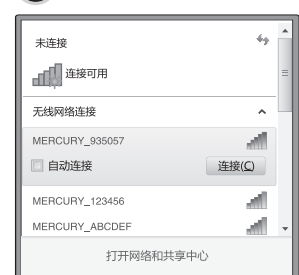 未连接
连接可用
无线网络连接
MERCURY_935057
自动连接
连接(C)
MERCURY_123456
MERCURY_ABCDEF
打开网络和共享中心